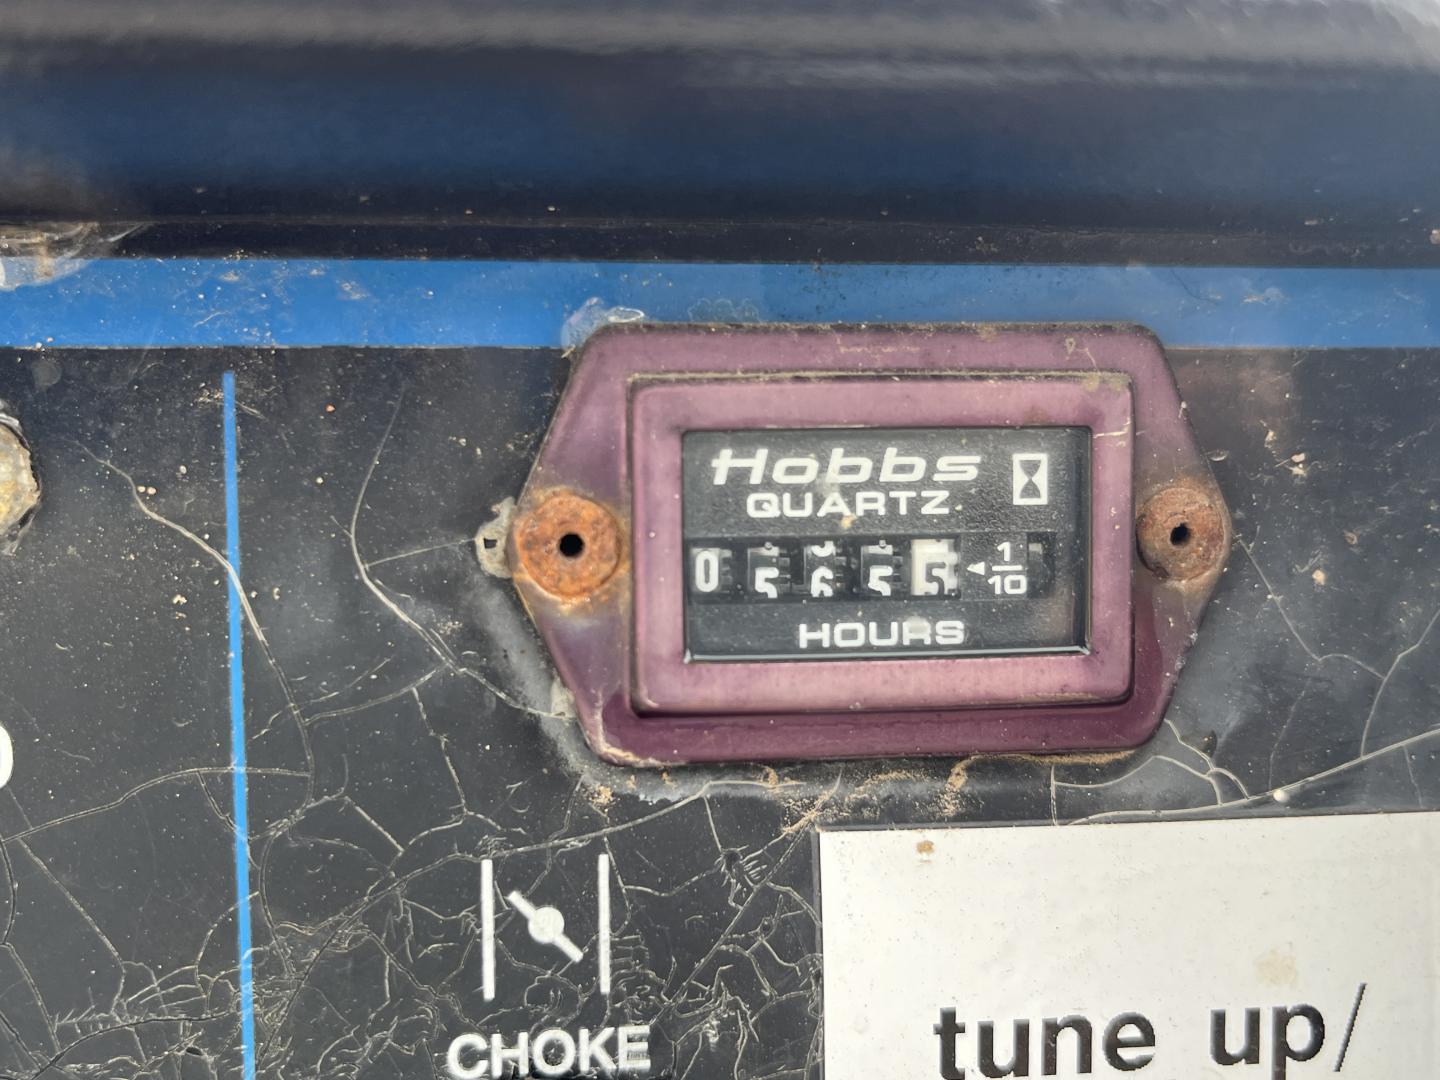 Hobbs
QUARTZ
0 5 6 5 5 1/10
HOURS
CHOKE
tune up/